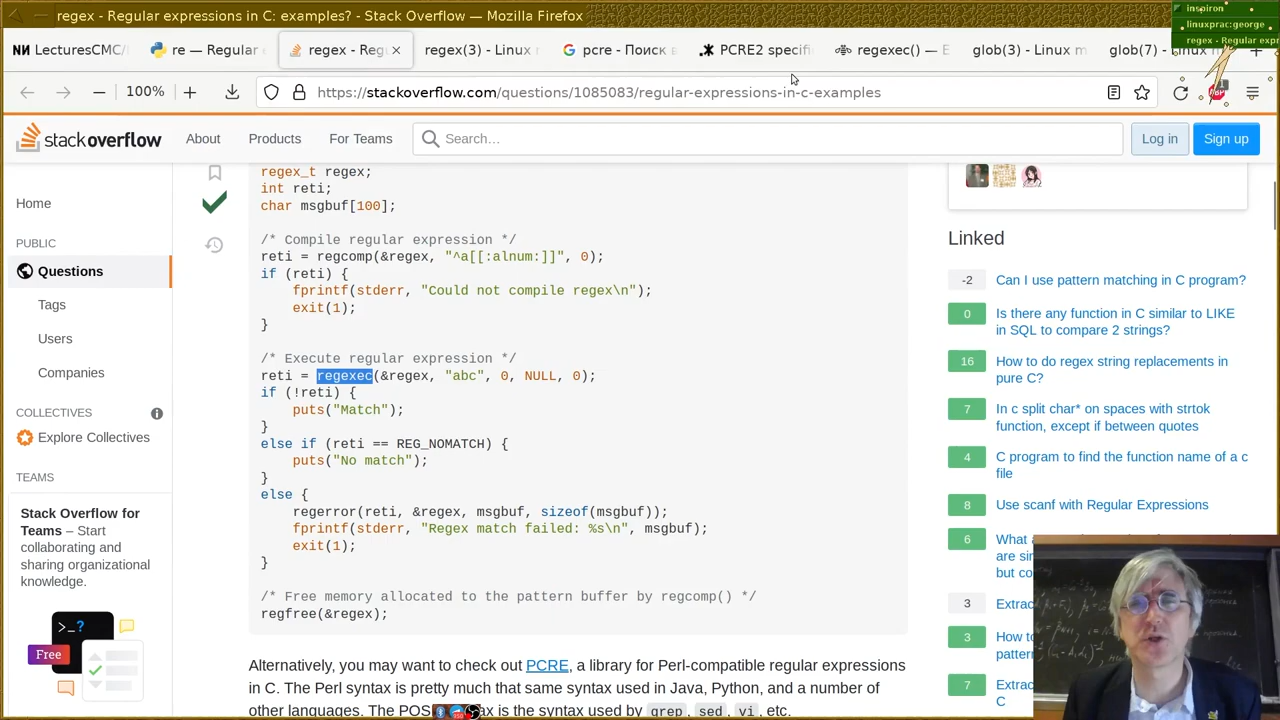 regex - Regular expressions in C: examples? - Stack Overflow — Mozilla Firefox
inspiron
linuxprac:george
regex - Regular expr
LecturesCMC/
re — Regular
regex - Reg
regex(3) - Linux
pcre - Поиск
PCRE2 specifi
regexec() — E
glob(3) - Linux m
glob(7) - Linux
100%
https://stackoverflow.com/questions/1085083/regular-expressions-in-c-examples
stackoverflow
About
Products
For Teams
Search...
Log in
Sign up
Home
PUBLIC
Questions
Tags
Users
Companies
COLLECTIVES
Explore Collectives
TEAMS
Stack Overflow for
Teams – Start
collaborating and
sharing organizational
knowledge.
>_?
Free
regex_t regex;
int reti;
char msgbuf[100];
/* Compile regular expression */
reti = regcomp(&regex, "^a[[:alnum:]]", 0);
if (reti) {
fprintf(stderr, "Could not compile regex\n");
exit(1);
}
/* Execute regular expression */
reti = regexec(&regex, "abc", 0, NULL, 0);
if (!reti) {
puts("Match");
}
else if (reti == REG_NOMATCH) {
puts("No match");
}
else {
regerror(reti, &regex, msgbuf, sizeof(msgbuf));
fprintf(stderr, "Regex match failed: %s\n", msgbuf);
exit(1);
}
/* Free memory allocated to the pattern buffer by regcomp() */
regfree(&regex);
Alternatively, you may want to check out PCRE, a library for Perl-compatible regular expressions
in C. The Perl syntax is pretty much that same syntax used in Java, Python, and a number of
other languages. The POS ax is the syntax used by grep, sed, vi, etc.
Linked
-2
Can I use pattern matching in C program?
0
Is there any function in C similar to LIKE
in SQL to compare 2 strings?
16
How to do regex string replacements in
pure C?
7
In c split char* on spaces with strtok
function, except if between quotes
4
C program to find the function name of a c
file
8
Use scanf with Regular Expressions
6
What
are sin
but co
3
Extrac
3
How to
pattern
7
Extrac
C